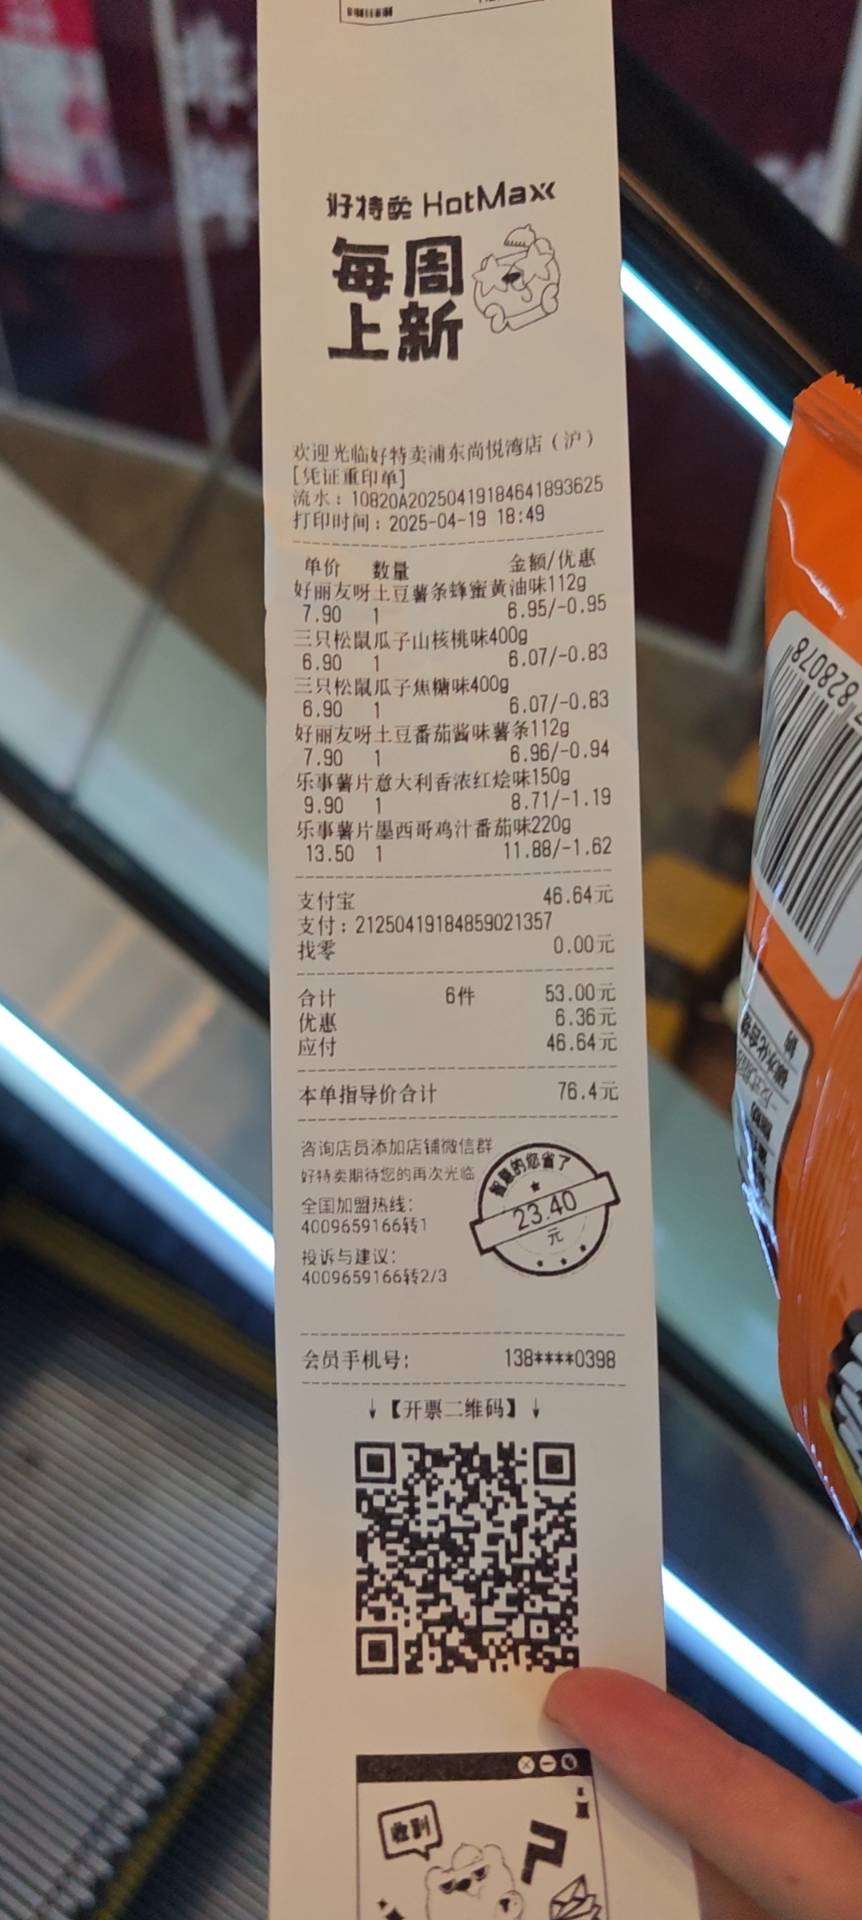 好特卖 HotMaxx
每周
上新
欢迎光临好特卖浦东尚悦湾店（沪）
[凭证重印单]
流水：10820A20250419184641893625
打印时间：2025-04-19 18:49
单价 数量 金额/优惠
好丽友呀土豆薯条蜂蜜黄油味112g
7.90 1 6.95/-0.95
三只松鼠瓜子山核桃味400g
6.90 1 6.07/-0.83
三只松鼠瓜子焦糖味400g
6.90 1 6.07/-0.83
好丽友呀土豆番茄酱味薯条112g
7.90 1 6.96/-0.94
乐事薯片意大利香浓红烩味150g
9.90 1 8.71/-1.19
乐事薯片墨西哥鸡汁番茄味220g
13.50 1 11.88/-1.62
支付宝 46.64元
支付：21250419184859021357
找零 0.00元
合计 6件 53.00元
优惠 6.36元
应付 46.64元
本单指导价合计 76.4元
咨询店员添加店铺微信群
好特卖期待您的再次光临
全国加盟热线：
4009659166转1
投诉与建议：
4009659166转2/3
智慧的您省了
23.40
元
会员手机号： 138****0398
↓【开票二维码】↓
收到
828078